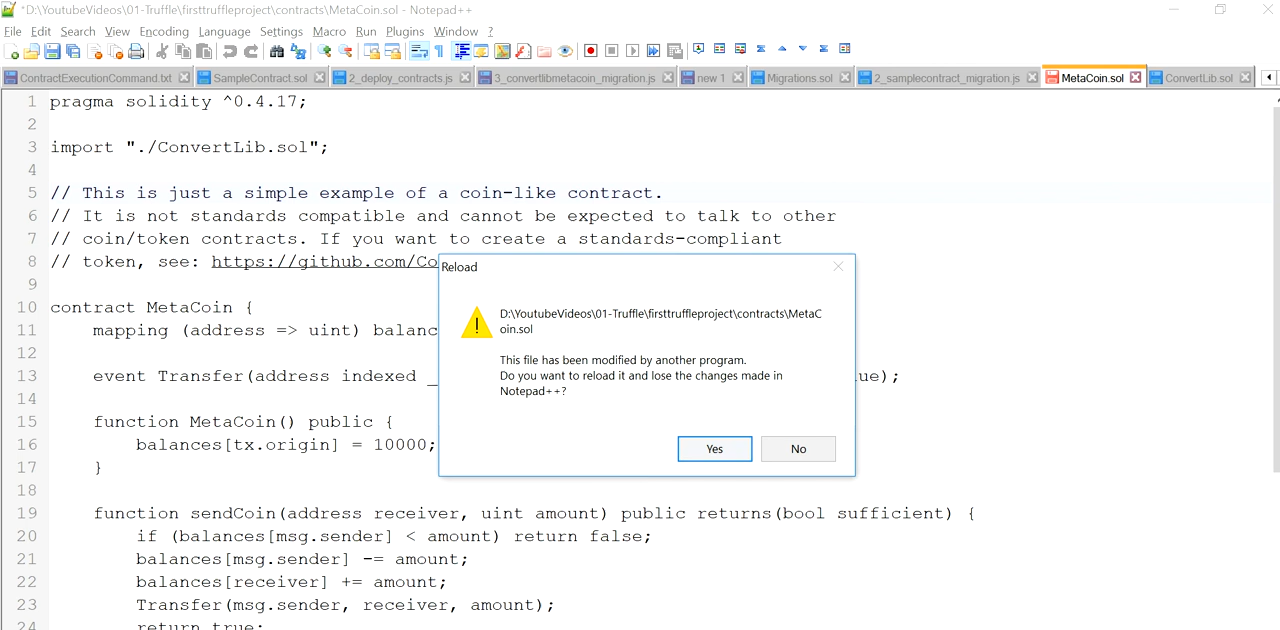 *D:\YoutubeVideos\01-Truffle\firsttruffleproject\contracts\MetaCoin.sol - Notepad++
File Edit Search View Encoding Language Settings Macro Run Plugins Window ?
ContractExecutionCommand.txt SampleContract.sol 2_deploy_contracts.js 3_convertlibmetacoin_migration.js new 1 Migrations.sol 2_samplecontract_migration.js MetaCoin.sol ConvertLib.sol
1 pragma solidity ^0.4.17;
2
3 import "./ConvertLib.sol";
4
5 // This is just a simple example of a coin-like contract.
6 // It is not standards compatible and cannot be expected to talk to other
7 // coin/token contracts. If you want to create a standards-compliant
8 // token, see: https://github.com/Co
9
10 contract MetaCoin {
11 mapping (address => uint) balanc
12
13 event Transfer(address indexed _ ue);
14
15 function MetaCoin() public {
16 balances[tx.origin] = 10000;
17 }
18
19 function sendCoin(address receiver, uint amount) public returns(bool sufficient) {
20 if (balances[msg.sender] < amount) return false;
21 balances[msg.sender] -= amount;
22 balances[receiver] += amount;
23 Transfer(msg.sender, receiver, amount);
24 return true;
Reload
D:\YoutubeVideos\01-Truffle\firsttruffleproject\contracts\MetaC
oin.sol
This file has been modified by another program.
Do you want to reload it and lose the changes made in
Notepad++?
Yes No